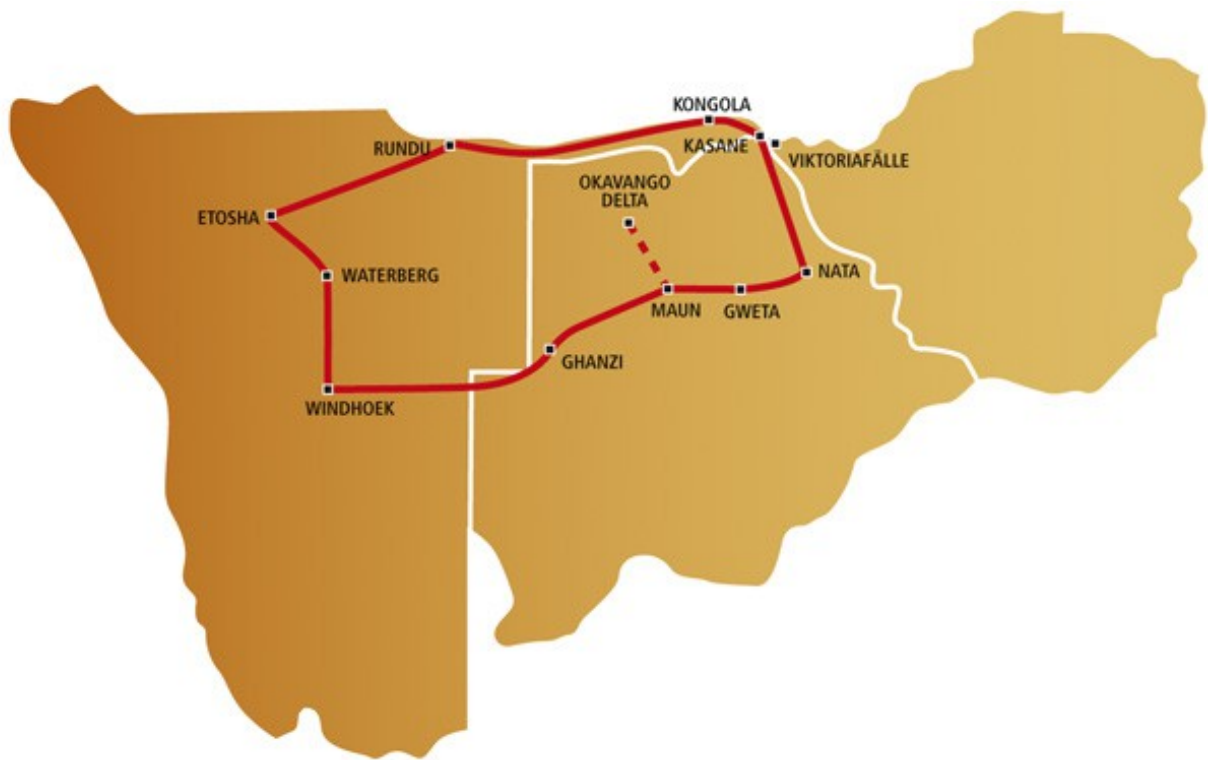 KONGOLA
RUNDU
KASANE
VIKTORIAFÄLLE
OKAVANGO
DELTA
ETOSHA
WATERBERG
NATA
MAUN
GWETA
GHANZI
WINDHOEK